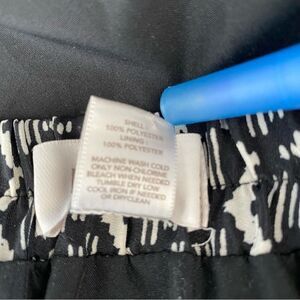 SHELL :
100% POLYESTER
LINING :
100% POLYESTER
MACHINE WASH COLD
ONLY NON-CHLORINE
BLEACH WHEN NEEDED
TUMBLE DRY LOW
COOL IRON IF NEEDED
OR DRYCLEAN